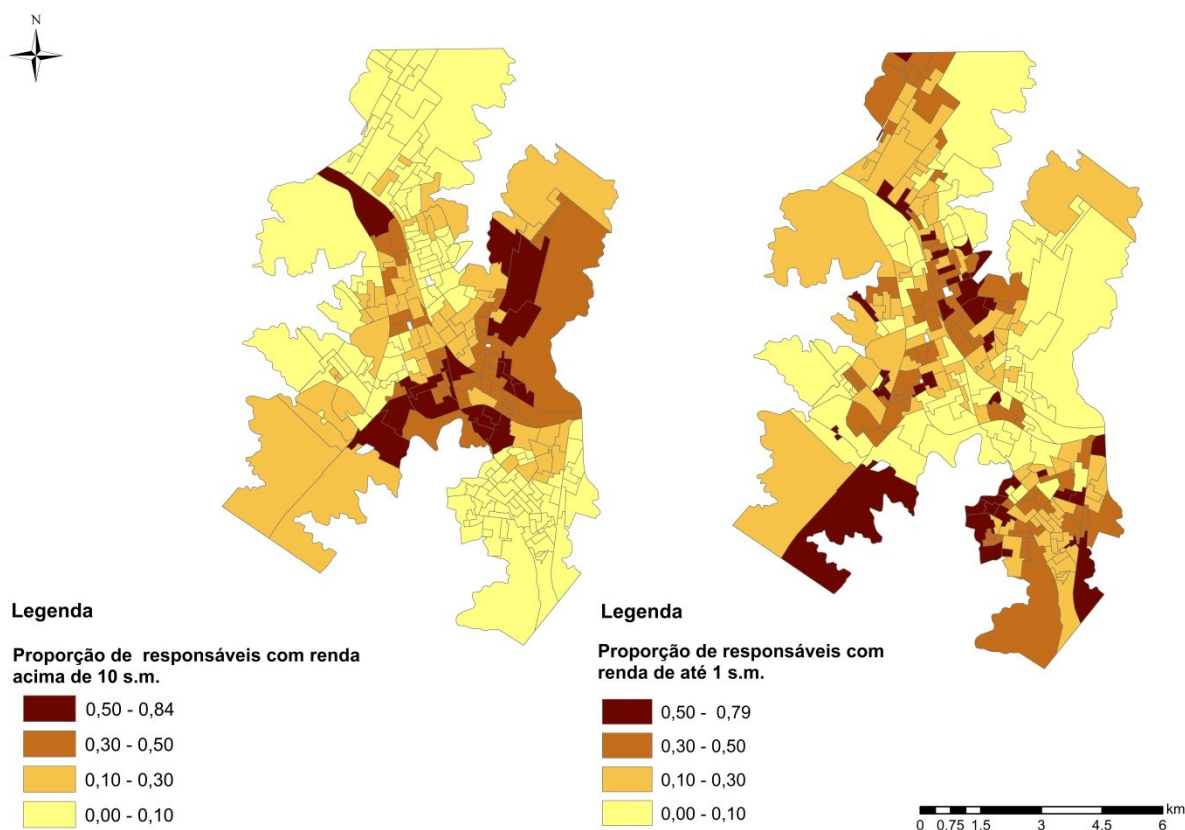 N
Legenda
Proporção de responsáveis com renda
acima de 10 s.m.
0,50 - 0,84
0,30 - 0,50
0,10 - 0,30
0,00 - 0,10
Legenda
Proporção de responsáveis com
renda de até 1 s.m.
0,50 - 0,79
0,30 - 0,50
0,10 - 0,30
0,00 - 0,10
km
0 0.75 1.5 3 4.5 6